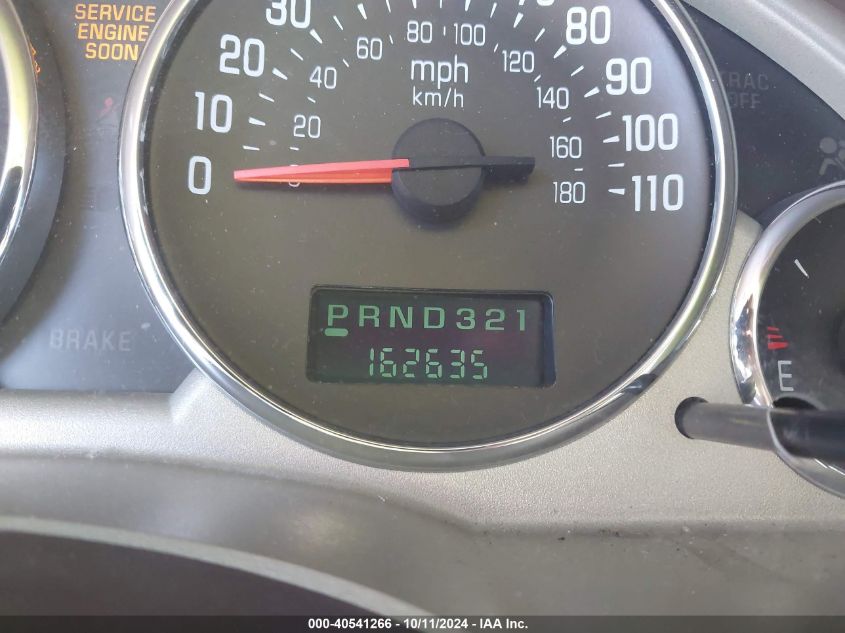 SERVICE
ENGINE
SOON
0
10
20
30
80
90
100
110
0
20
40
60
80
100
120
140
160
180
mph
km/h
TRAC
OFF
PRND321
162635
BRAKE
E
000-40541266 - 10/11/2024 - IAA Inc.